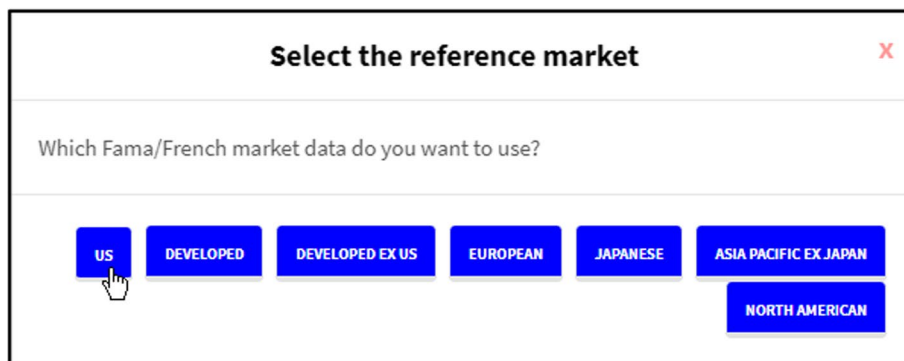 Select the reference market
X
Which Fama/French market data do you want to use?
US DEVELOPED DEVELOPED EX US EUROPEAN JAPANESE ASIA PACIFIC EX JAPAN
NORTH AMERICAN